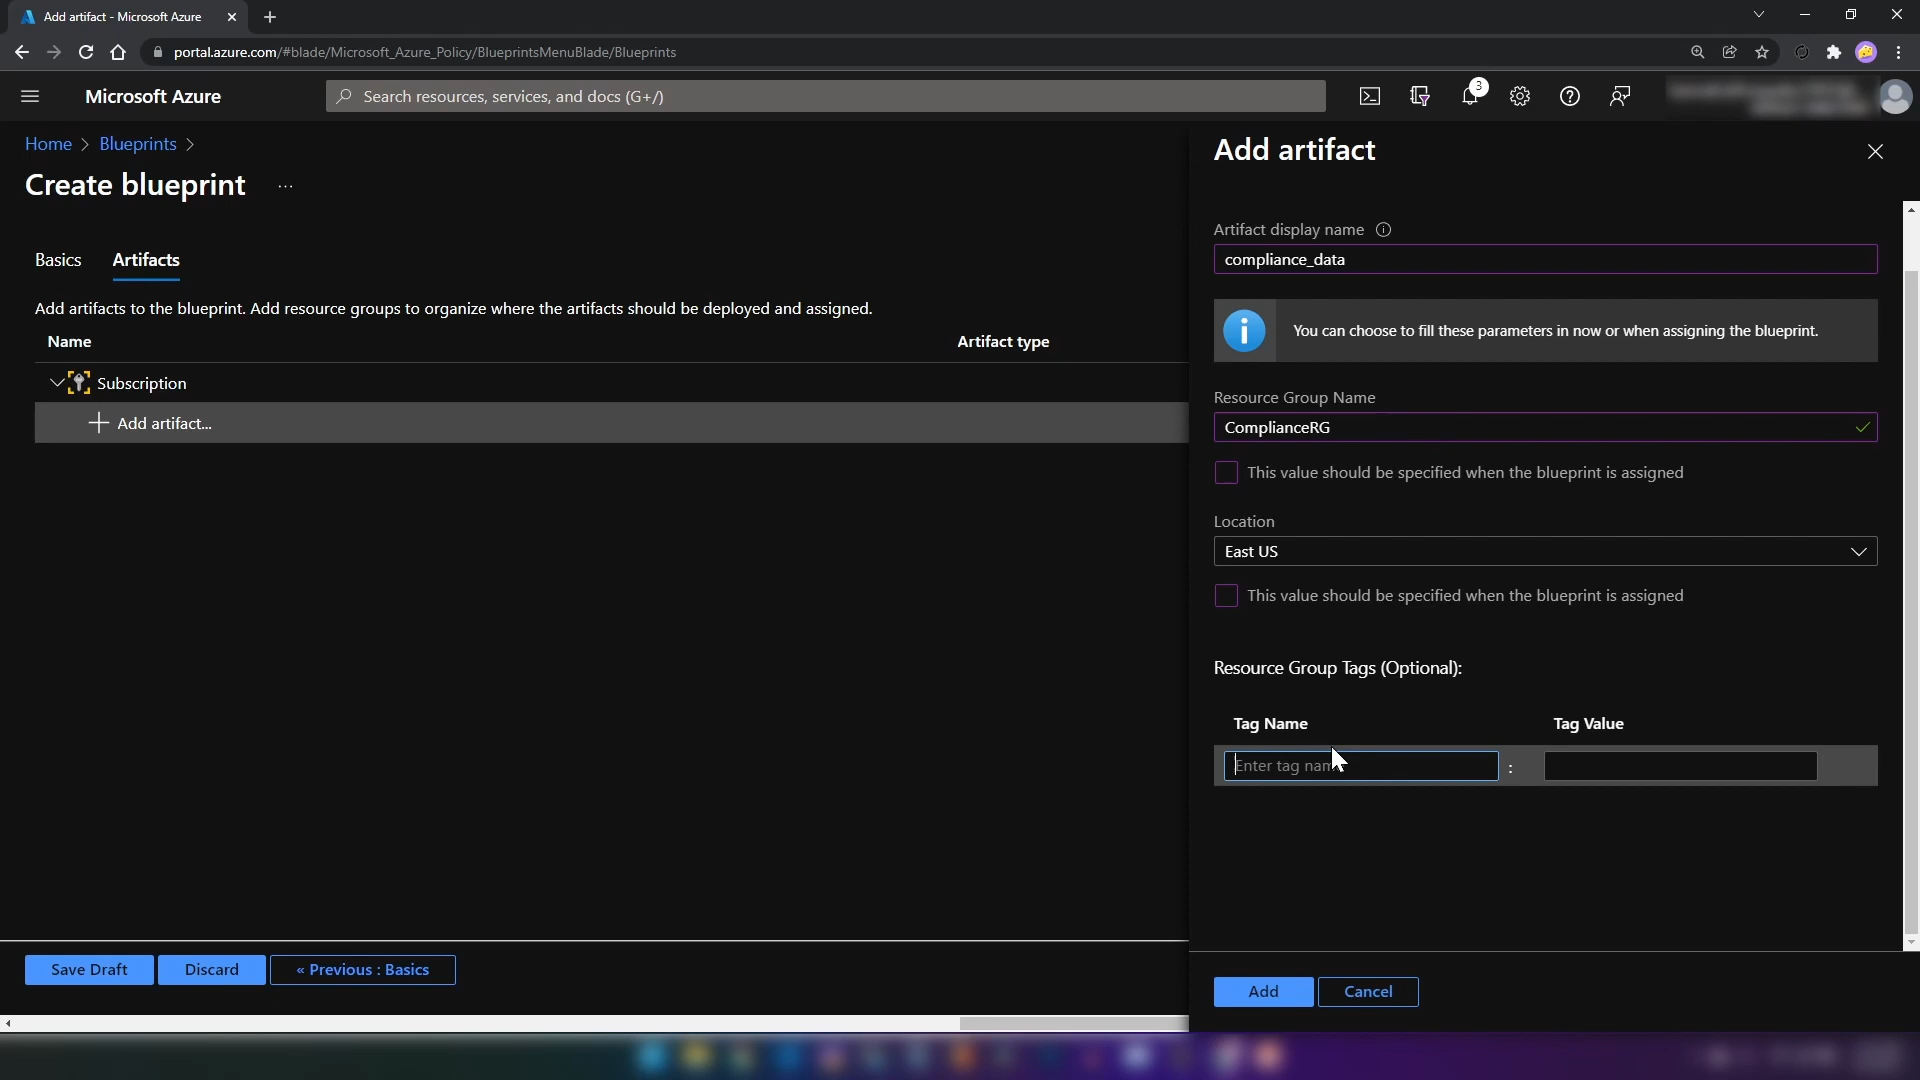 Add artifact - Microsoft Azure
portal.azure.com/#blade/Microsoft_Azure_Policy/BlueprintsMenuBlade/Blueprints
Microsoft Azure
Search resources, services, and docs (G+/)
3
Home > Blueprints >
Create blueprint ...
Basics Artifacts
Add artifacts to the blueprint. Add resource groups to organize where the artifacts should be deployed and assigned.
Name Artifact type
Subscription
Add artifact...
Save Draft Discard « Previous : Basics
Add artifact
Artifact display name
compliance_data
You can choose to fill these parameters in now or when assigning the blueprint.
Resource Group Name
ComplianceRG
This value should be specified when the blueprint is assigned
Location
East US
This value should be specified when the blueprint is assigned
Resource Group Tags (Optional):
Tag Name Tag Value
Enter tag :
Add Cancel